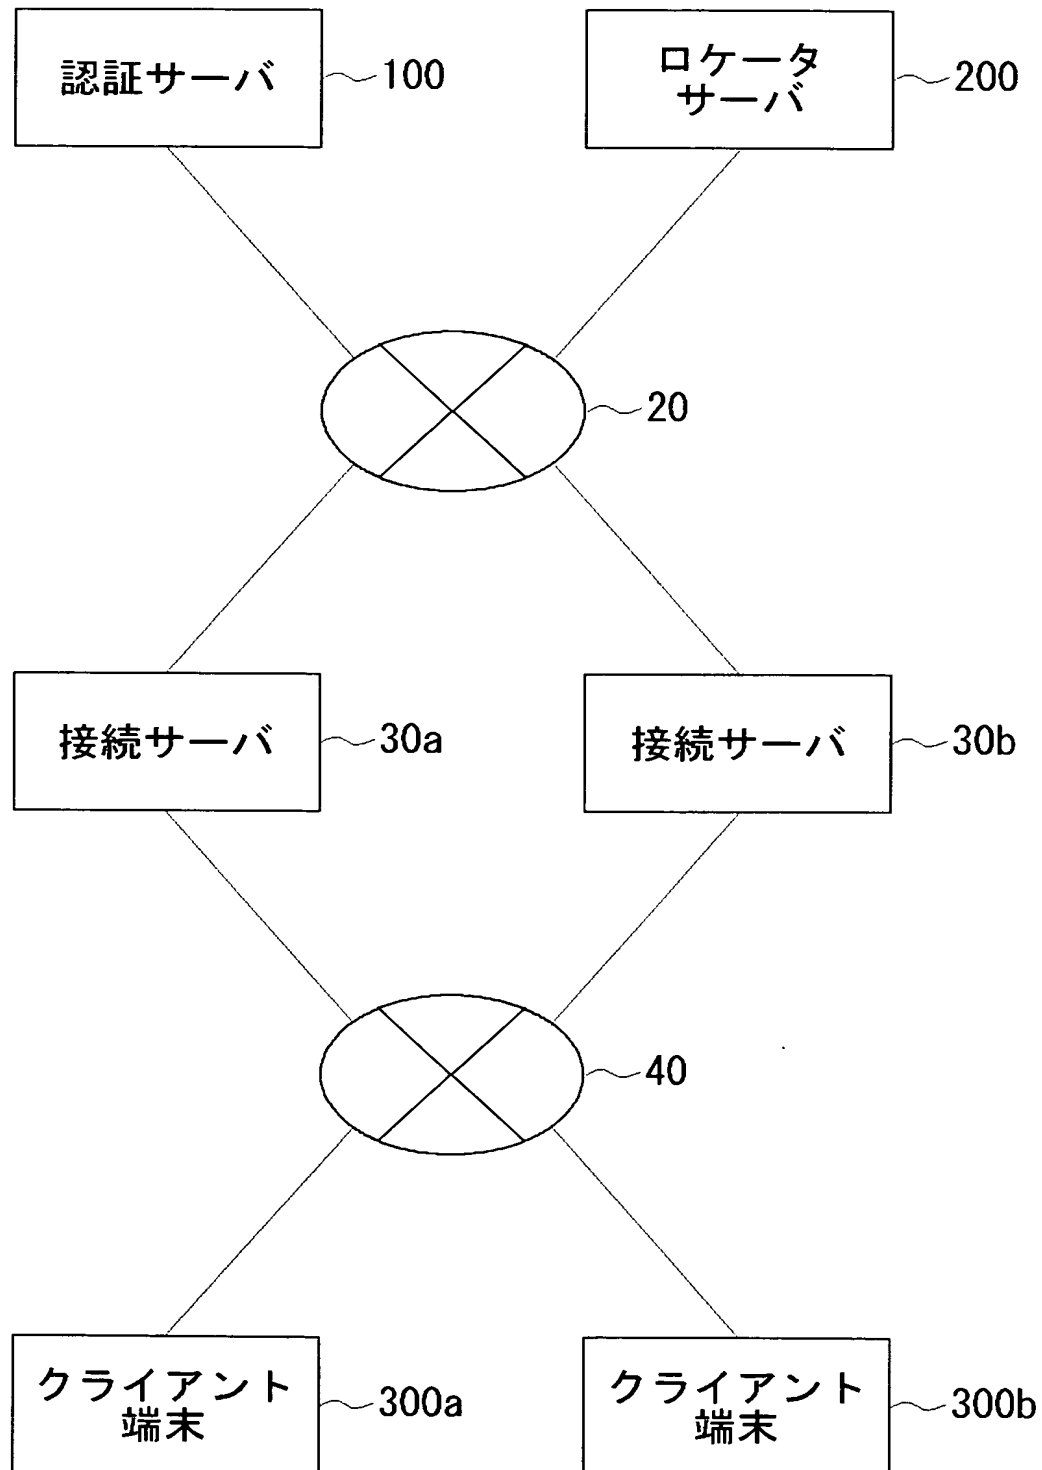 認証サーバ
100
ロケータ
サーバ
200
20
接続サーバ
30a
接続サーバ
30b
40
クライアント
端末
300a
クライアント
端末
300b